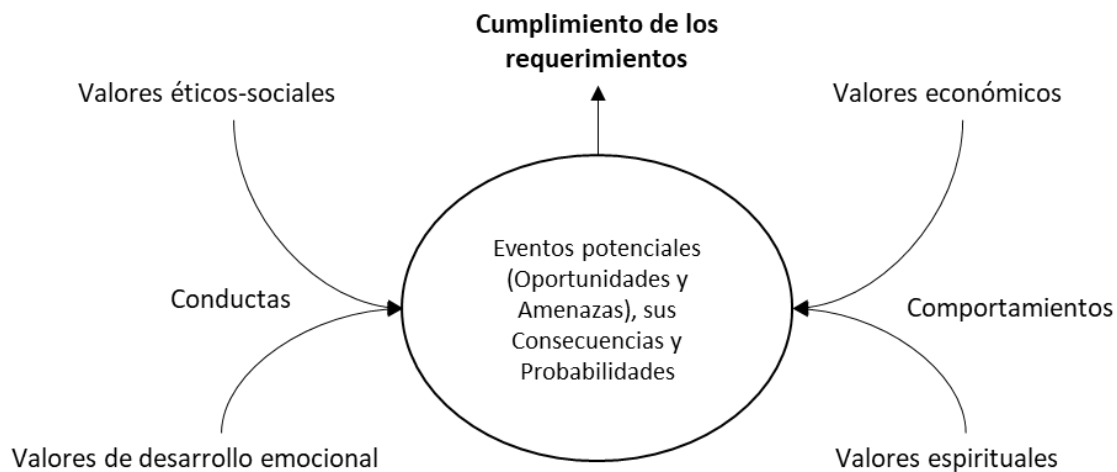 Cumplimiento de los
requerimientos
Valores éticos-sociales
Valores económicos
Eventos potenciales
(Oportunidades y
Amenazas), sus
Consecuencias y
Probabilidades
Conductas
Comportamientos
Valores de desarrollo emocional
Valores espirituales